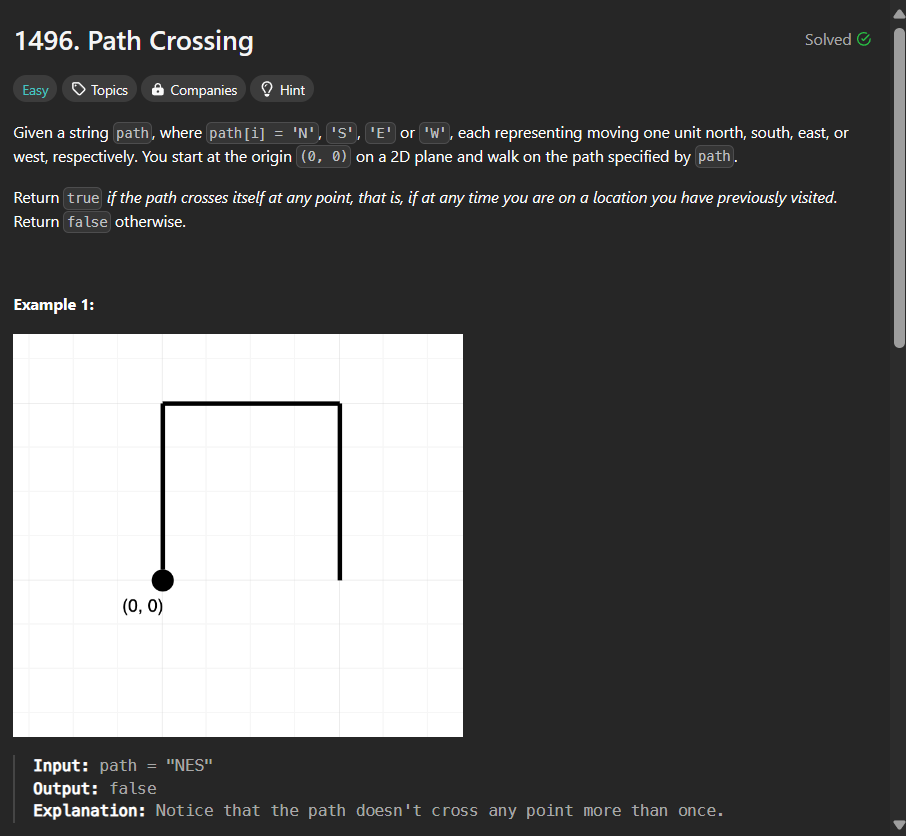 1496. Path Crossing
Solved
Easy
Topics
Companies
Hint
Given a string path, where path[i] = 'N', 'S', 'E' or 'W', each representing moving one unit north, south, east, or
west, respectively. You start at the origin (0, 0) on a 2D plane and walk on the path specified by path.
Return true if the path crosses itself at any point, that is, if at any time you are on a location you have previously visited.
Return false otherwise.
Example 1:
(0, 0)
Input: path = "NES"
Output: false
Explanation: Notice that the path doesn't cross any point more than once.